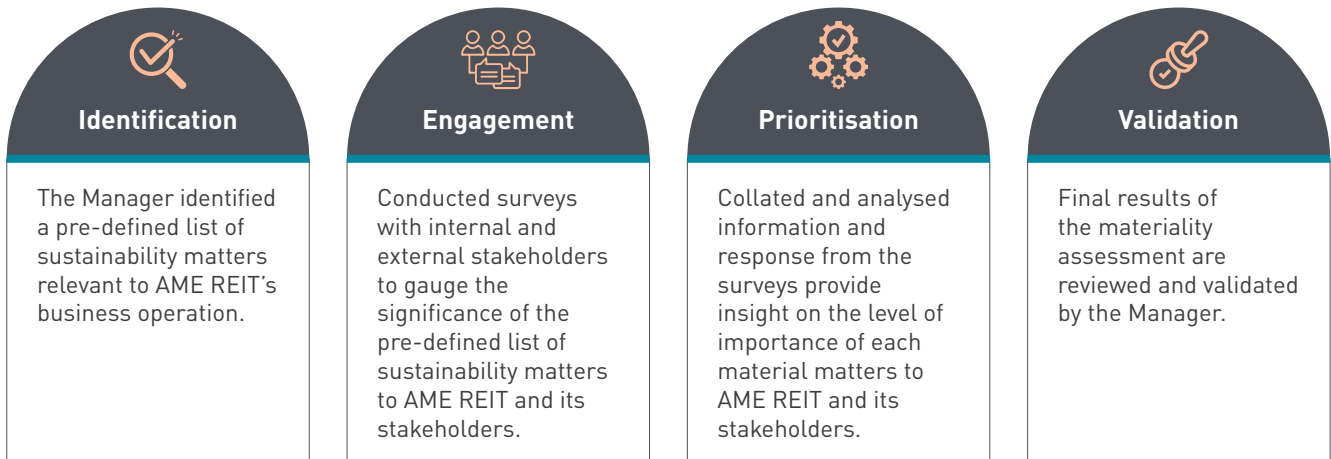 Identification
The Manager identified
a pre-defined list of
sustainability matters
relevant to AME REIT's
business operation.
Engagement
Conducted surveys
with internal and
external stakeholders
to gauge the
significance of the
pre-defined list of
sustainability matters
to AME REIT and its
stakeholders.
Prioritisation
Collated and analysed
information and
response from the
surveys provide
insight on the level of
importance of each
material matters to
AME REIT and its
stakeholders.
Validation
Final results of
the materiality
assessment are
reviewed and validated
by the Manager.